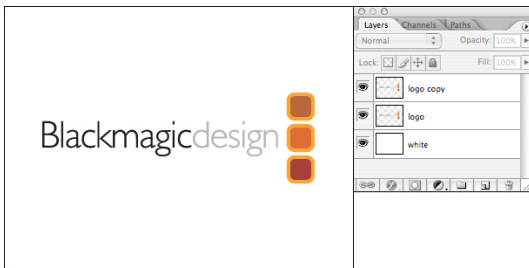 Blackmagicdesign
Layers Channels Paths
Normal Opacity: 100%
Lock: Fill: 100%
logo copy
logo
white